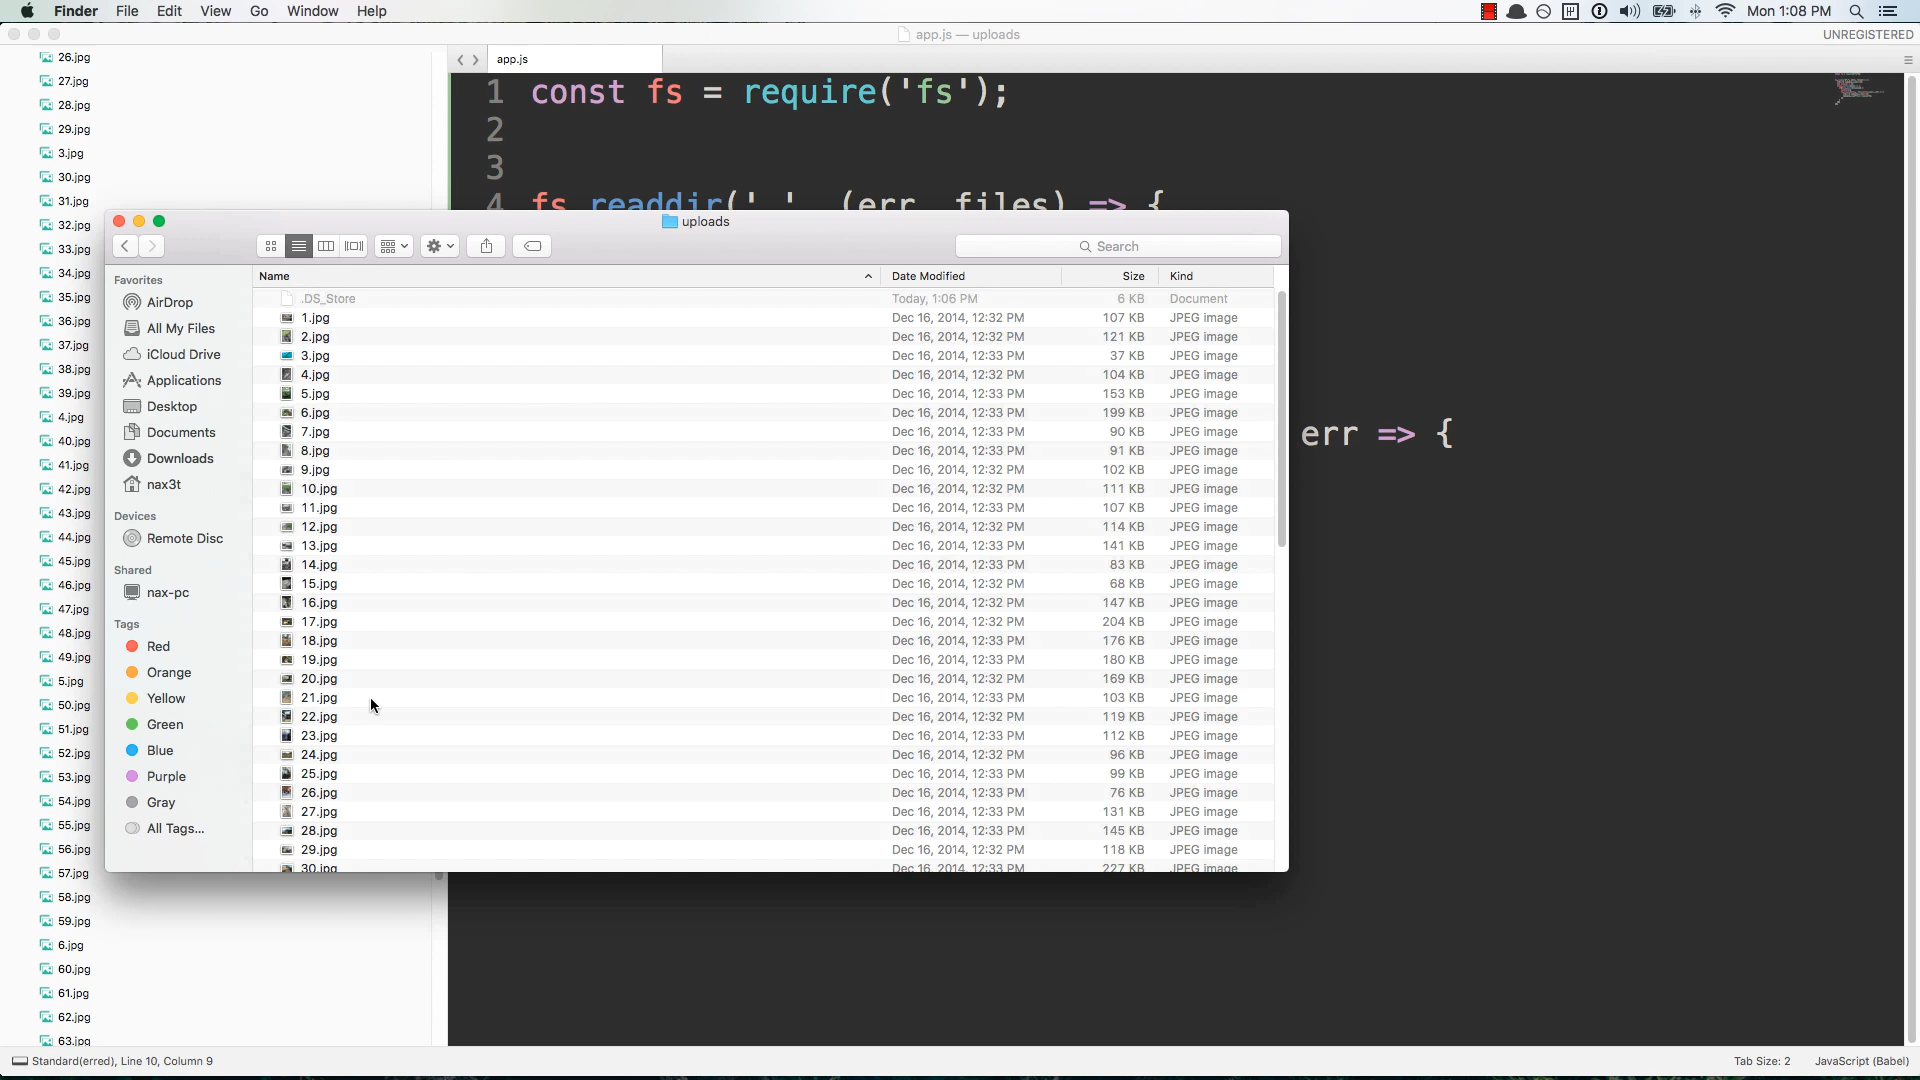 Finder File Edit View Go Window Help Mon 1:08 PM
app.js — uploads UNREGISTERED
26.jpg
27.jpg
28.jpg
29.jpg
3.jpg
30.jpg
31.jpg
32.jpg
33.jpg
34.jpg
35.jpg
36.jpg
37.jpg
38.jpg
39.jpg
4.jpg
40.jpg
41.jpg
42.jpg
43.jpg
44.jpg
45.jpg
46.jpg
47.jpg
48.jpg
49.jpg
5.jpg
50.jpg
51.jpg
52.jpg
53.jpg
54.jpg
55.jpg
56.jpg
57.jpg
58.jpg
59.jpg
6.jpg
60.jpg
61.jpg
62.jpg
63.jpg
app.js
1 const fs = require('fs');
2
3
4 fs readdir(' ' (err files) => {
err => {
uploads
Search
Favorites
AirDrop
All My Files
iCloud Drive
Applications
Desktop
Documents
Downloads
nax3t
Devices
Remote Disc
Shared
nax-pc
Tags
Red
Orange
Yellow
Green
Blue
Purple
Gray
All Tags...
Name Date Modified Size Kind
.DS_Store Today, 1:06 PM 6 KB Document
1.jpg Dec 16, 2014, 12:32 PM 107 KB JPEG image
2.jpg Dec 16, 2014, 12:32 PM 121 KB JPEG image
3.jpg Dec 16, 2014, 12:33 PM 37 KB JPEG image
4.jpg Dec 16, 2014, 12:32 PM 104 KB JPEG image
5.jpg Dec 16, 2014, 12:33 PM 153 KB JPEG image
6.jpg Dec 16, 2014, 12:33 PM 199 KB JPEG image
7.jpg Dec 16, 2014, 12:33 PM 90 KB JPEG image
8.jpg Dec 16, 2014, 12:33 PM 91 KB JPEG image
9.jpg Dec 16, 2014, 12:32 PM 102 KB JPEG image
10.jpg Dec 16, 2014, 12:32 PM 111 KB JPEG image
11.jpg Dec 16, 2014, 12:33 PM 107 KB JPEG image
12.jpg Dec 16, 2014, 12:32 PM 114 KB JPEG image
13.jpg Dec 16, 2014, 12:33 PM 141 KB JPEG image
14.jpg Dec 16, 2014, 12:33 PM 83 KB JPEG image
15.jpg Dec 16, 2014, 12:32 PM 68 KB JPEG image
16.jpg Dec 16, 2014, 12:32 PM 147 KB JPEG image
17.jpg Dec 16, 2014, 12:32 PM 204 KB JPEG image
18.jpg Dec 16, 2014, 12:33 PM 176 KB JPEG image
19.jpg Dec 16, 2014, 12:33 PM 180 KB JPEG image
20.jpg Dec 16, 2014, 12:32 PM 169 KB JPEG image
21.jpg Dec 16, 2014, 12:33 PM 103 KB JPEG image
22.jpg Dec 16, 2014, 12:32 PM 119 KB JPEG image
23.jpg Dec 16, 2014, 12:33 PM 112 KB JPEG image
24.jpg Dec 16, 2014, 12:32 PM 96 KB JPEG image
25.jpg Dec 16, 2014, 12:33 PM 99 KB JPEG image
26.jpg Dec 16, 2014, 12:33 PM 76 KB JPEG image
27.jpg Dec 16, 2014, 12:33 PM 131 KB JPEG image
28.jpg Dec 16, 2014, 12:33 PM 145 KB JPEG image
29.jpg Dec 16, 2014, 12:33 PM 118 KB JPEG image
30.jpg Dec 16, 2014, 12:33 PM 227 KB JPEG image
Standard(erred), Line 10, Column 9 Tab Size: 2 JavaScript (Babel)